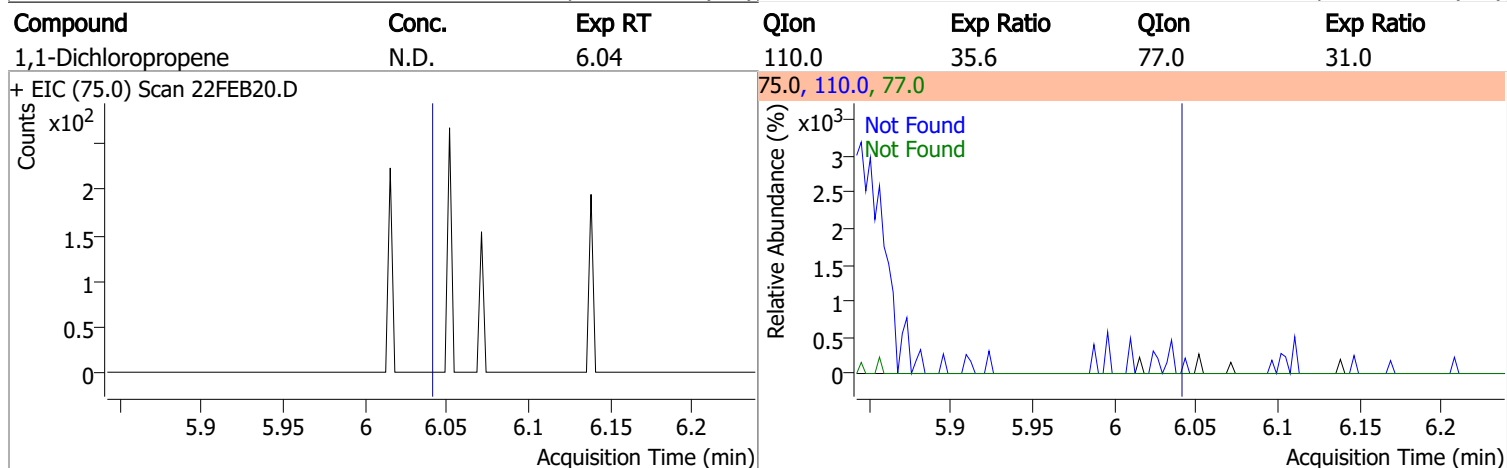 Compound Conc. Exp RT QIon Exp Ratio QIon Exp Ratio
1,1-Dichloropropene N.D. 6.04 110.0 35.6 77.0 31.0
+ EIC (75.0) Scan 22FEB20.D
Counts
x10²
2
1.5
1
0.5
0
5.9 5.95 6 6.05 6.1 6.15 6.2
Acquisition Time (min)
75.0, 110.0, 77.0
Relative Abundance (%)
x10³
Not Found
Not Found
3
2.5
2
1.5
1
0.5
0
5.9 5.95 6 6.05 6.1 6.15 6.2
Acquisition Time (min)